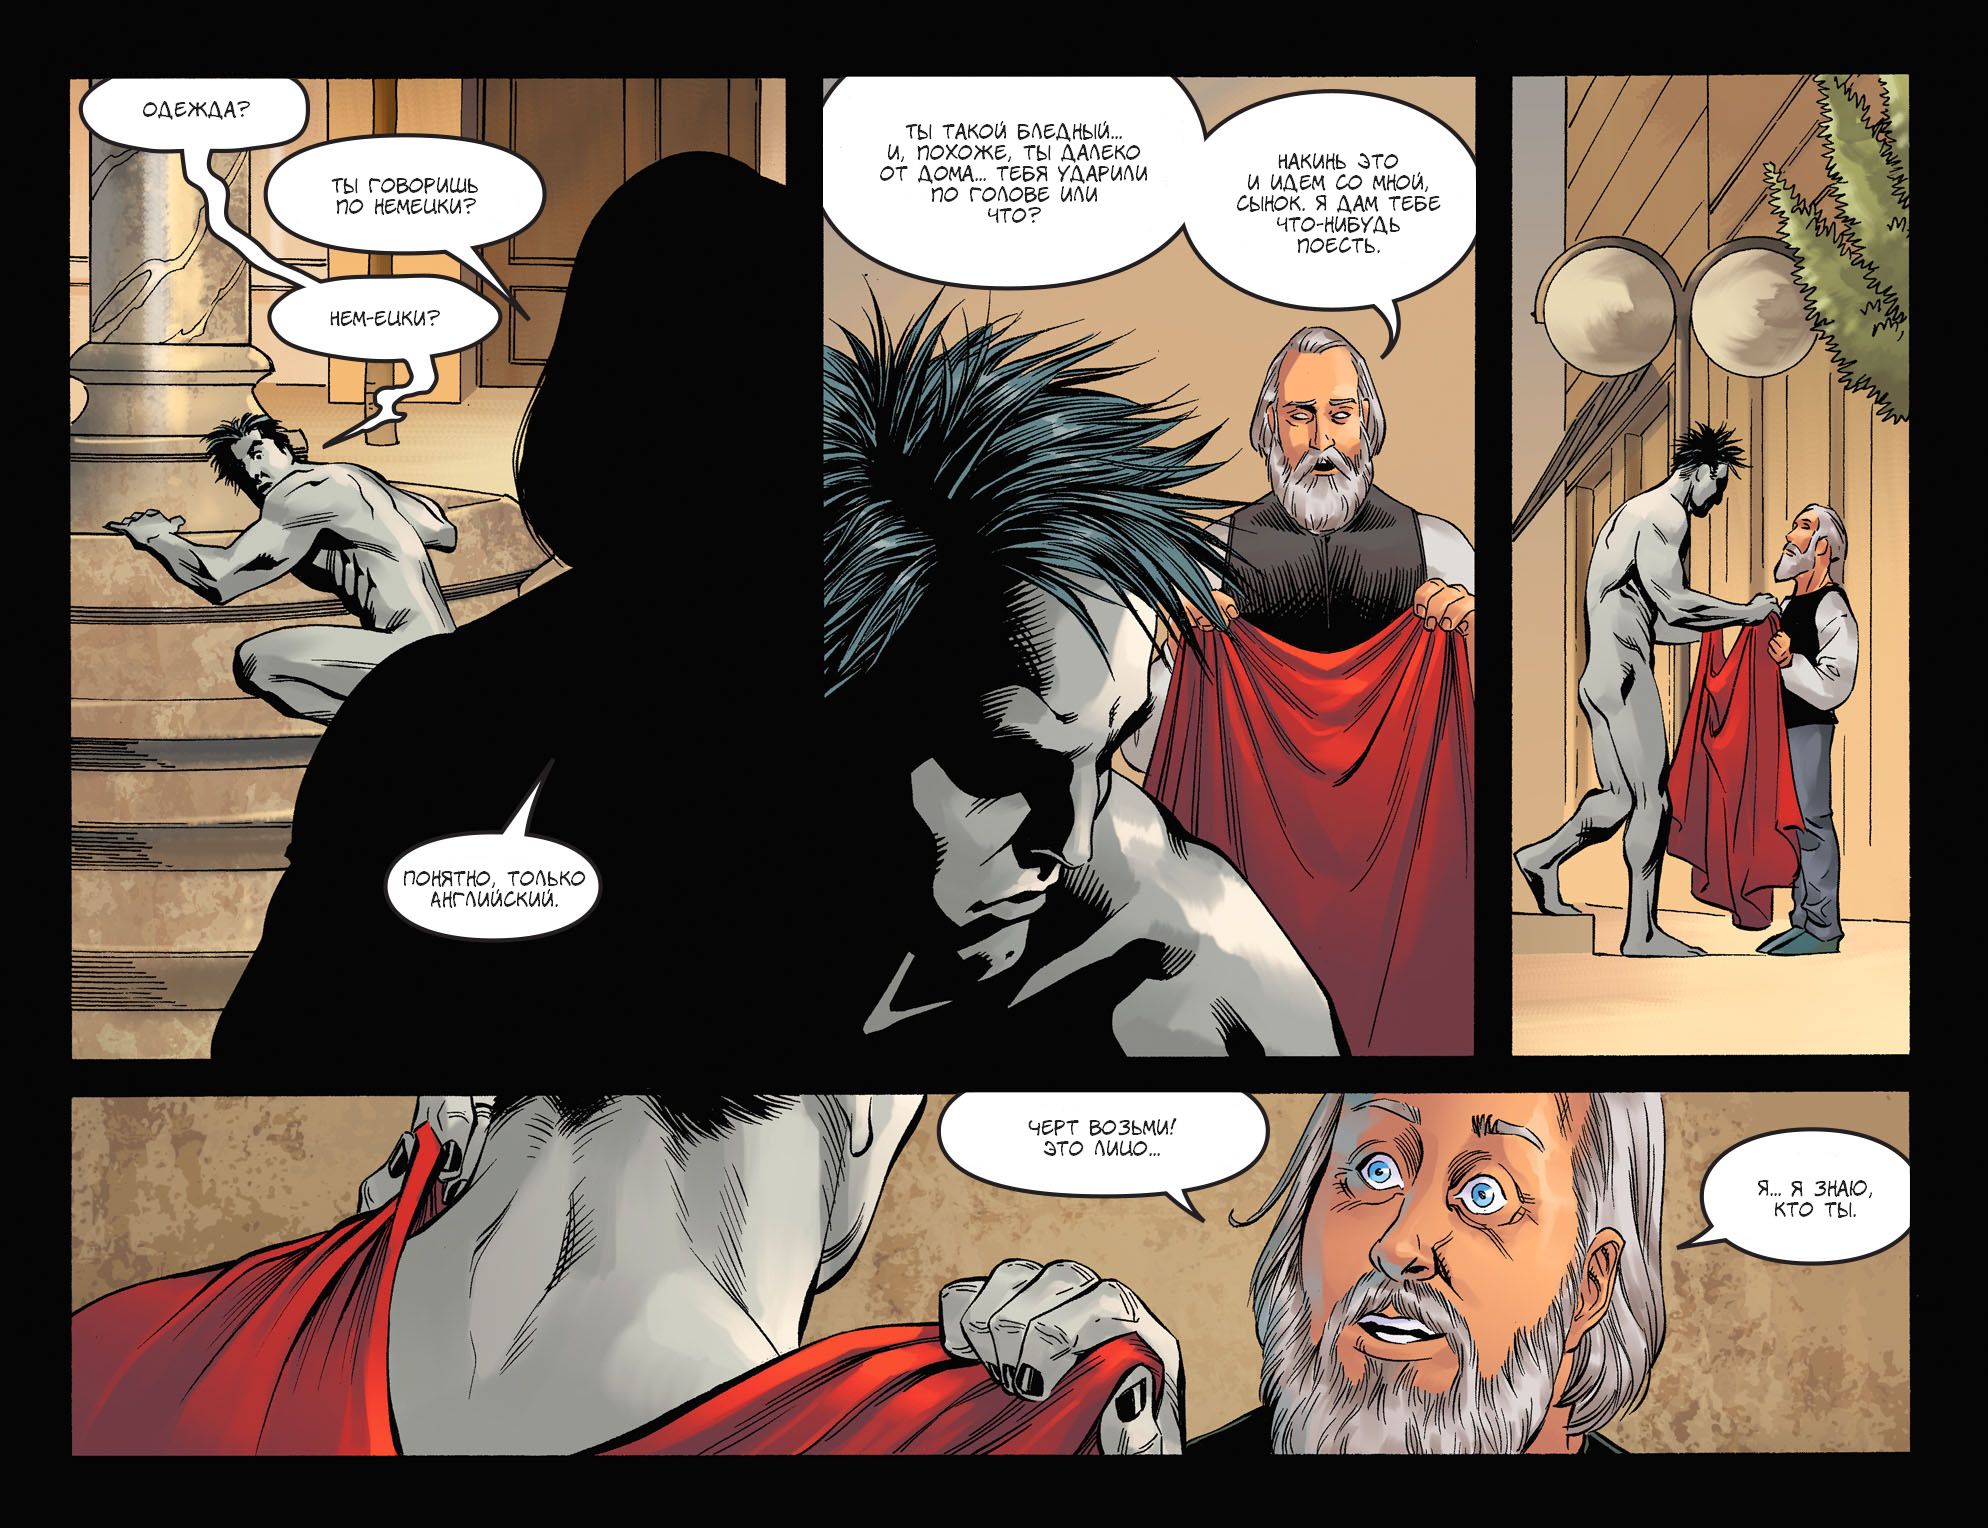 ОДЕЖДА?
ТЫ ГОВОРИШЬ
ПО НЕМЕЦКИ?
НЕМ-ЕЦКИ?
ПОНЯТНО, ТОЛЬКО
АНГЛИЙСКИЙ.
ТЫ ТАКОЙ БЛЕДНЫЙ...
И, ПОХОЖЕ, ТЫ ДАЛЕКО
ОТ ДОМА... ТЕБЯ УДАРИЛИ
ПО ГОЛОВЕ ИЛИ
ЧТО?
НАКИНЬ ЭТО
И ИДЕМ СО МНОЙ,
СЫНОК. Я ДАМ ТЕБЕ
ЧТО-НИБУДЬ
ПОЕСТЬ.
ЧЕРТ ВОЗЬМИ!
ЭТО ЛИЦО...
Я... Я ЗНАЮ,
КТО ТЫ.